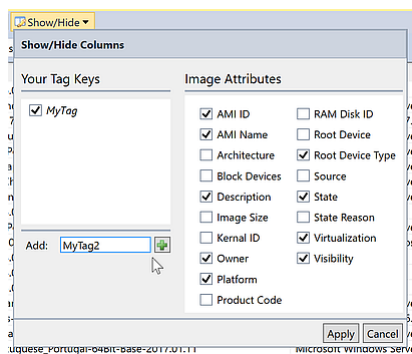 Show/Hide
Show/Hide Columns
Your Tag Keys
MyTag
Add: MyTag2
Image Attributes
AMI ID
AMI Name
Architecture
Block Devices
Description
Image Size
Kernal ID
Owner
Platform
Product Code
RAM Disk ID
Root Device
Root Device Type
Source
State
State Reason
Virtualization
Visibility
Apply Cancel
tuguese_Portugal-64Bit-Base-2017.01.11 Microsoft Windows Serve